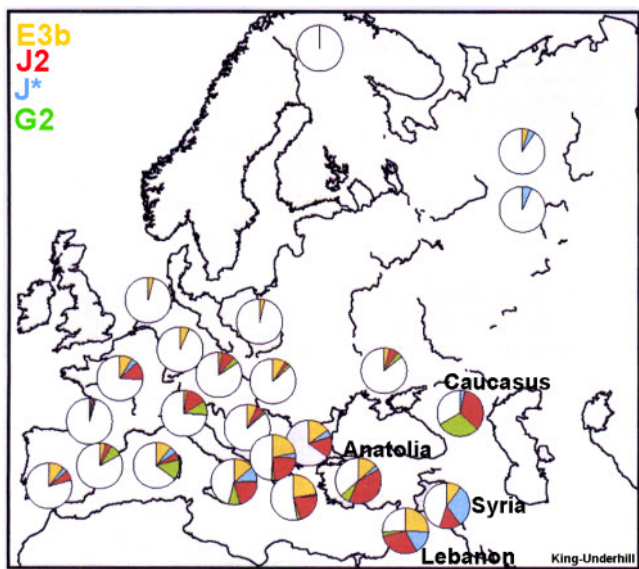 E3b
J2
J*
G2
Caucasus
Anatolia
Syria
Lebanon
King-Underhill